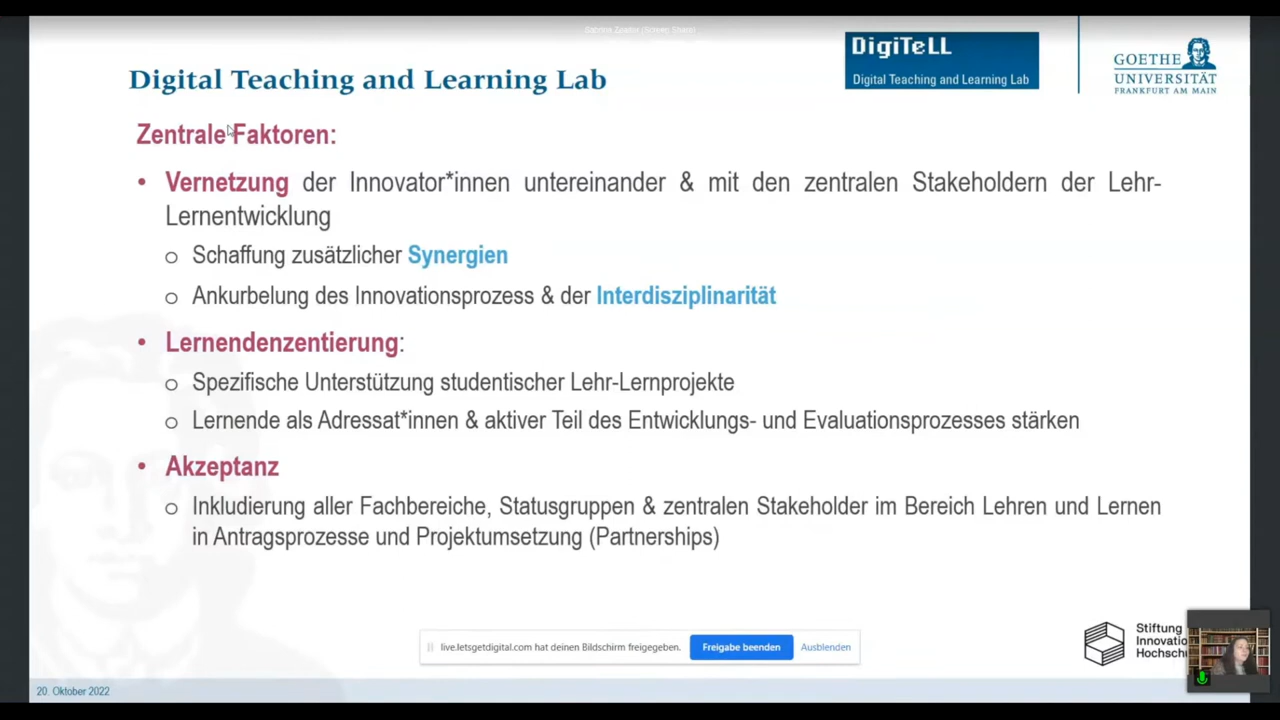 DigiTeLL
Digital Teaching and Learning Lab
GOETHE
UNIVERSITÄT
FRANKFURT AM MAIN
Digital Teaching and Learning Lab
Zentrale Faktoren:
• Vernetzung der Innovator*innen untereinander & mit den zentralen Stakeholdern der Lehr-
Lernentwicklung
o Schaffung zusätzlicher Synergien
o Ankurbelung des Innovationsprozess & der Interdisziplinarität
• Lernendenzentierung:
o Spezifische Unterstützung studentischer Lehr-Lernprojekte
o Lernende als Adressat*innen & aktiver Teil des Entwicklungs- und Evaluationsprozesses stärken
• Akzeptanz
o Inkludierung aller Fachbereiche, Statusgruppen & zentralen Stakeholder im Bereich Lehren und Lernen
in Antragsprozesse und Projektumsetzung (Partnerships)
live.letsgetdigital.com hat deinen Bildschirm freigegeben. Freigabe beenden Ausblenden
Stiftung
Innovatio
Hochschu
20. Oktober 2022